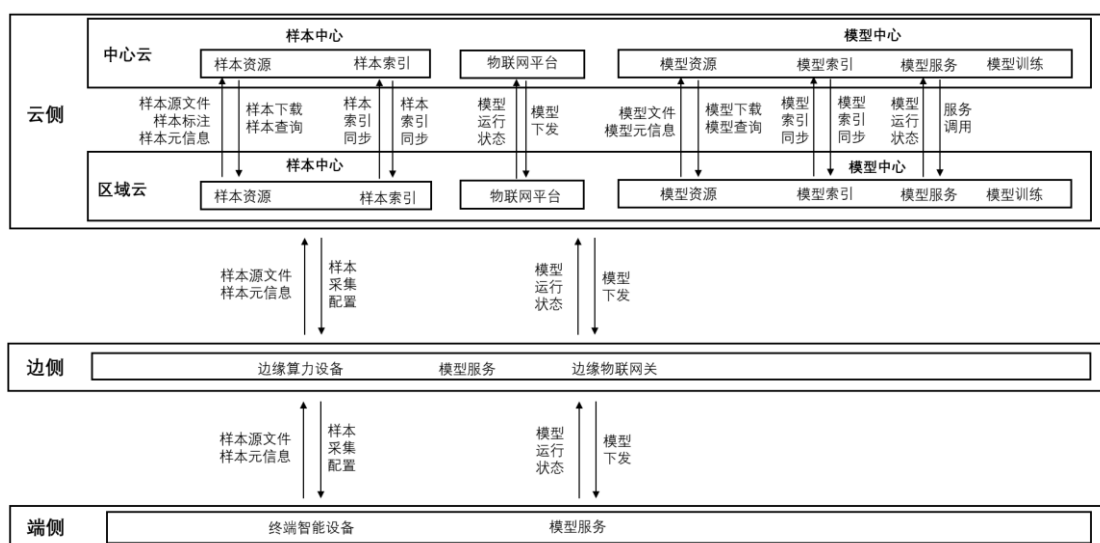 云侧
中心云
样本中心
样本资源
样本索引
物联网平台
模型中心
模型资源
模型索引
模型服务
模型训练
样本源文件
样本标注
样本元信息
样本下载
样本查询
样本
索引
同步
样本
索引
同步
模型
运行
状态
模型
下发
模型文件
模型元信息
模型下载
模型查询
模型
索引
同步
模型
索引
同步
模型
运行
状态
服务
调用
区域云
样本中心
样本资源
样本索引
物联网平台
模型中心
模型资源
模型索引
模型服务
模型训练
样本源文件
样本元信息
样本
采集
配置
模型
运行
状态
模型
下发
边侧
边缘算力设备
模型服务
边缘物联网关
样本源文件
样本元信息
样本
采集
配置
模型
运行
状态
模型
下发
端侧
终端智能设备
模型服务